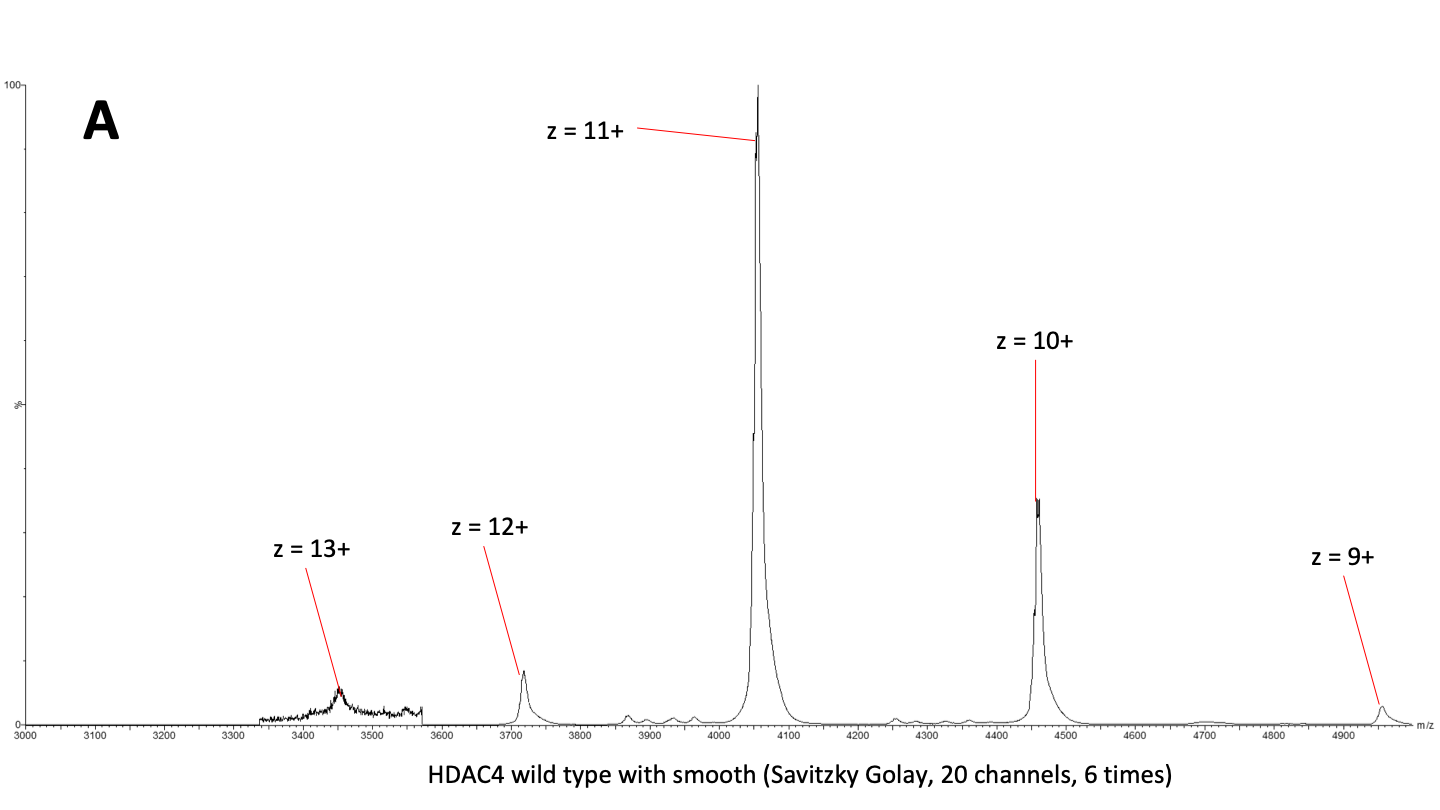 100
A
z = 11+
z = 10+
%
z = 12+
z = 13+
z = 9+
0
3000 3100 3200 3300 3400 3500 3600 3700 3800 3900 4000 4100 4200 4300 4400 4500 4600 4700 4800 4900 m/z
HDAC4 wild type with smooth (Savitzky Golay, 20 channels, 6 times)